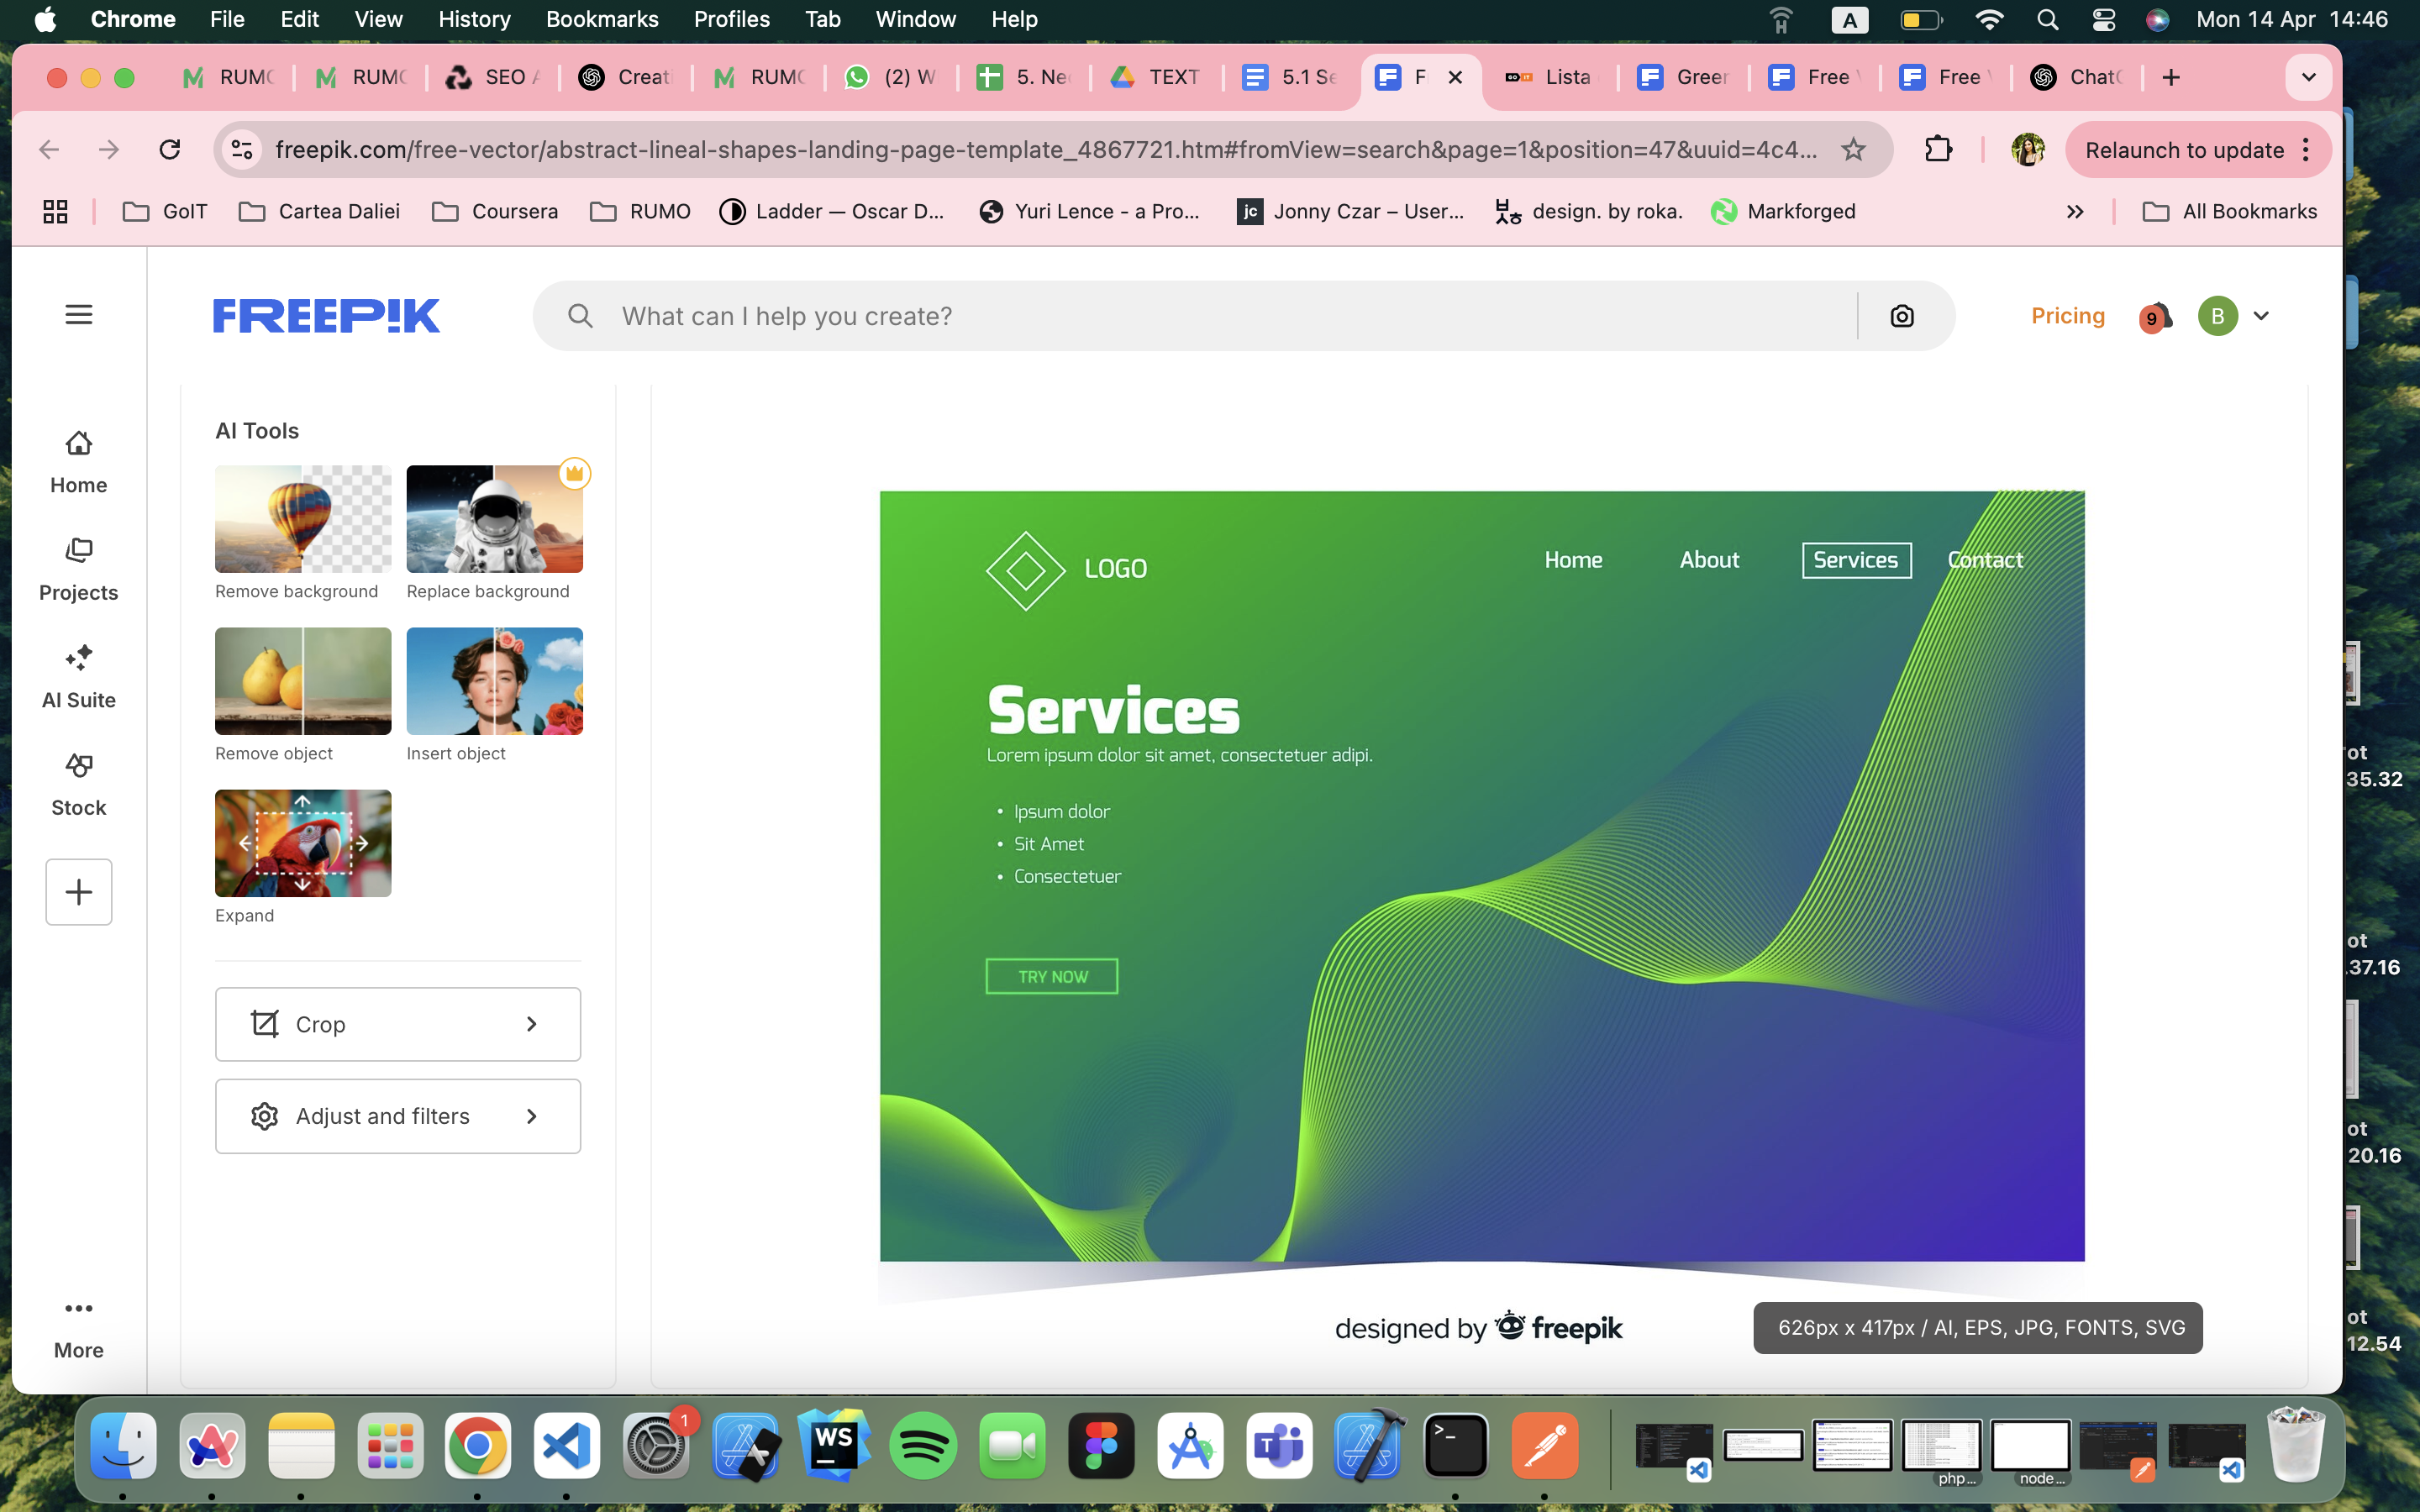 Chrome File Edit View History Bookmarks Profiles Tab Window Help A Mon 14 Apr 14:46
RUMO RUMO SEO Creat RUMO (2) W 5. Ne TEXT 5.1 Se F Lista Green Free Free Chat
freepik.com/free-vector/abstract-lineal-shapes-landing-page-template_4867721.htm#fromView=search&page=1&position=47&uuid=4c4... Relaunch to update
GoIT Cartea Daliei Coursera RUMO Ladder — Oscar D... Yuri Lence - a Pro... jc Jonny Czar – User... design. by roka. Markforged All Bookmarks
FREEP!K What can I help you create? Pricing 9 B
Home
Projects
AI Suite
Stock
More
AI Tools
Remove background Replace background
Remove object Insert object
Expand
Crop
Adjust and filters
LOGO Home About Services Contact
Services
Lorem ipsum dolor sit amet, consectetuer adipi.
• Ipsum dolor
• Sit Amet
• Consectetuer
TRY NOW
designed by freepik
626px x 417px / AI, EPS, JPG, FONTS, SVG
ot
35.32
ot
.37.16
ot
20.16
ot
12.54
1
WS
T
>_
php...
node...